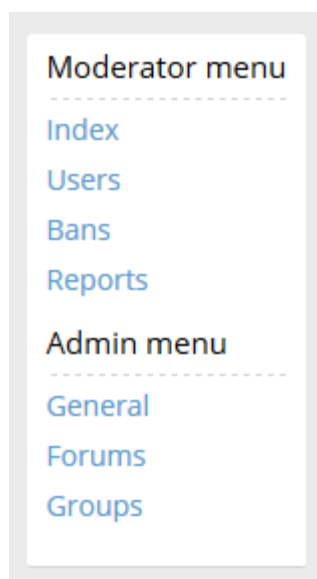 Moderator menu
Index
Users
Bans
Reports
Admin menu
General
Forums
Groups